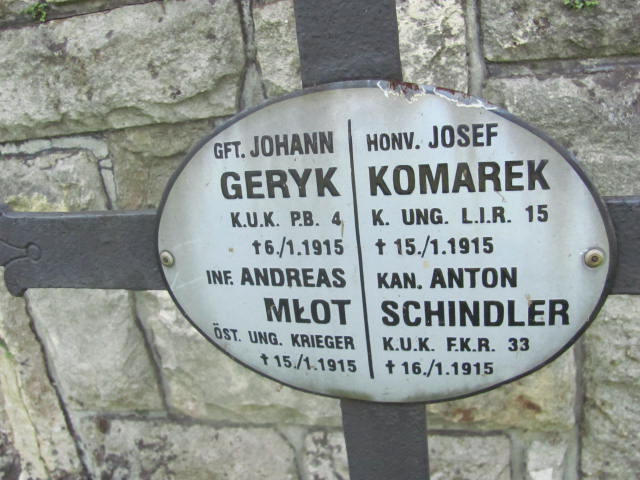 GFT. JOHANN
GERYK
K.U.K P.B. 4
†6./1.1915
INF. ANDREAS
MŁOT
ÖST. UNG. KRIEGER
†15./1.1915
HONV. JOSEF
KOMAREK
K. UNG. L.I.R. 15
†15./1.1915
KAN. ANTON
SCHINDLER
K.U.K F.K.R. 33
†16./1.1915